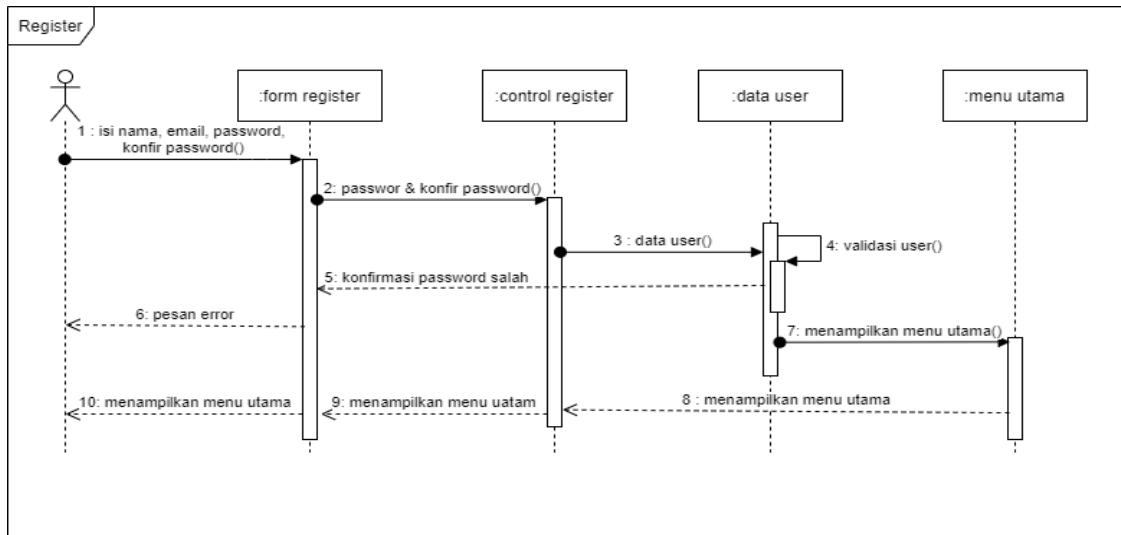 Register
:form register
:control register
:data user
:menu utama
1 : isi nama, email, password,
konfir password()
2: passwor & konfir password()
3 : data user()
4: validasi user()
5: konfirmasi password salah
6: pesan error
7: menampilkan menu utama()
8 : menampilkan menu utama
9: menampilkan menu uatam
10: menampilkan menu utama